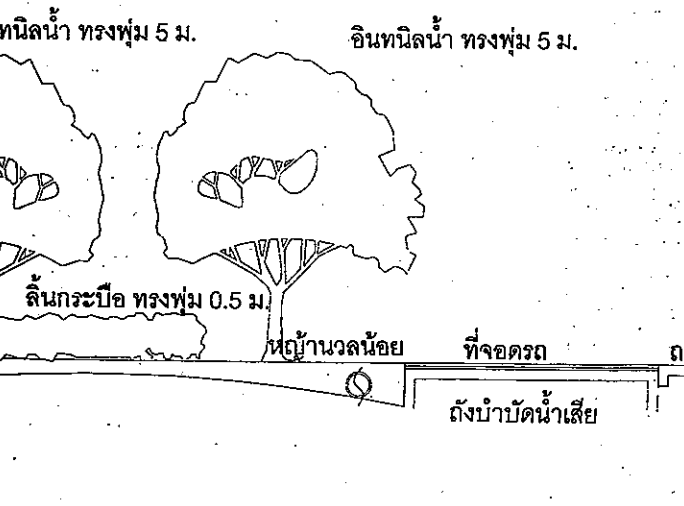 ทนิลน้ำ ทรงพุ่ม 5 ม.
อินทนิลน้ำ ทรงพุ่ม 5 ม.
ลิ้นกระบือ ทรงพุ่ม 0.5 ม.
หญ้านวลน้อย
ที่จอดรถ
ถ
ถังบำบัดน้ำเสีย